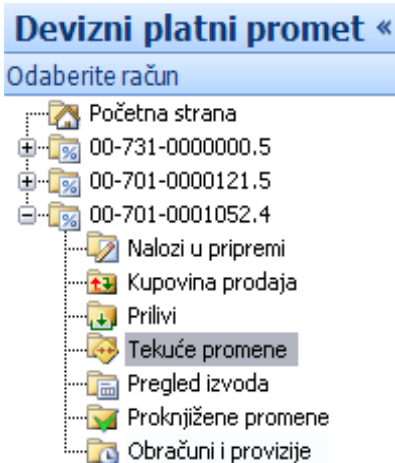 Devizni platni promet «
Odaberite račun
Početna strana
00-731-0000000.5
00-701-0000121.5
00-701-0001052.4
Nalozi u pripremi
Kupovina prodaja
Prilivi
Tekuće promene
Pregled izvoda
Proknjižene promene
Obračuni i provizije